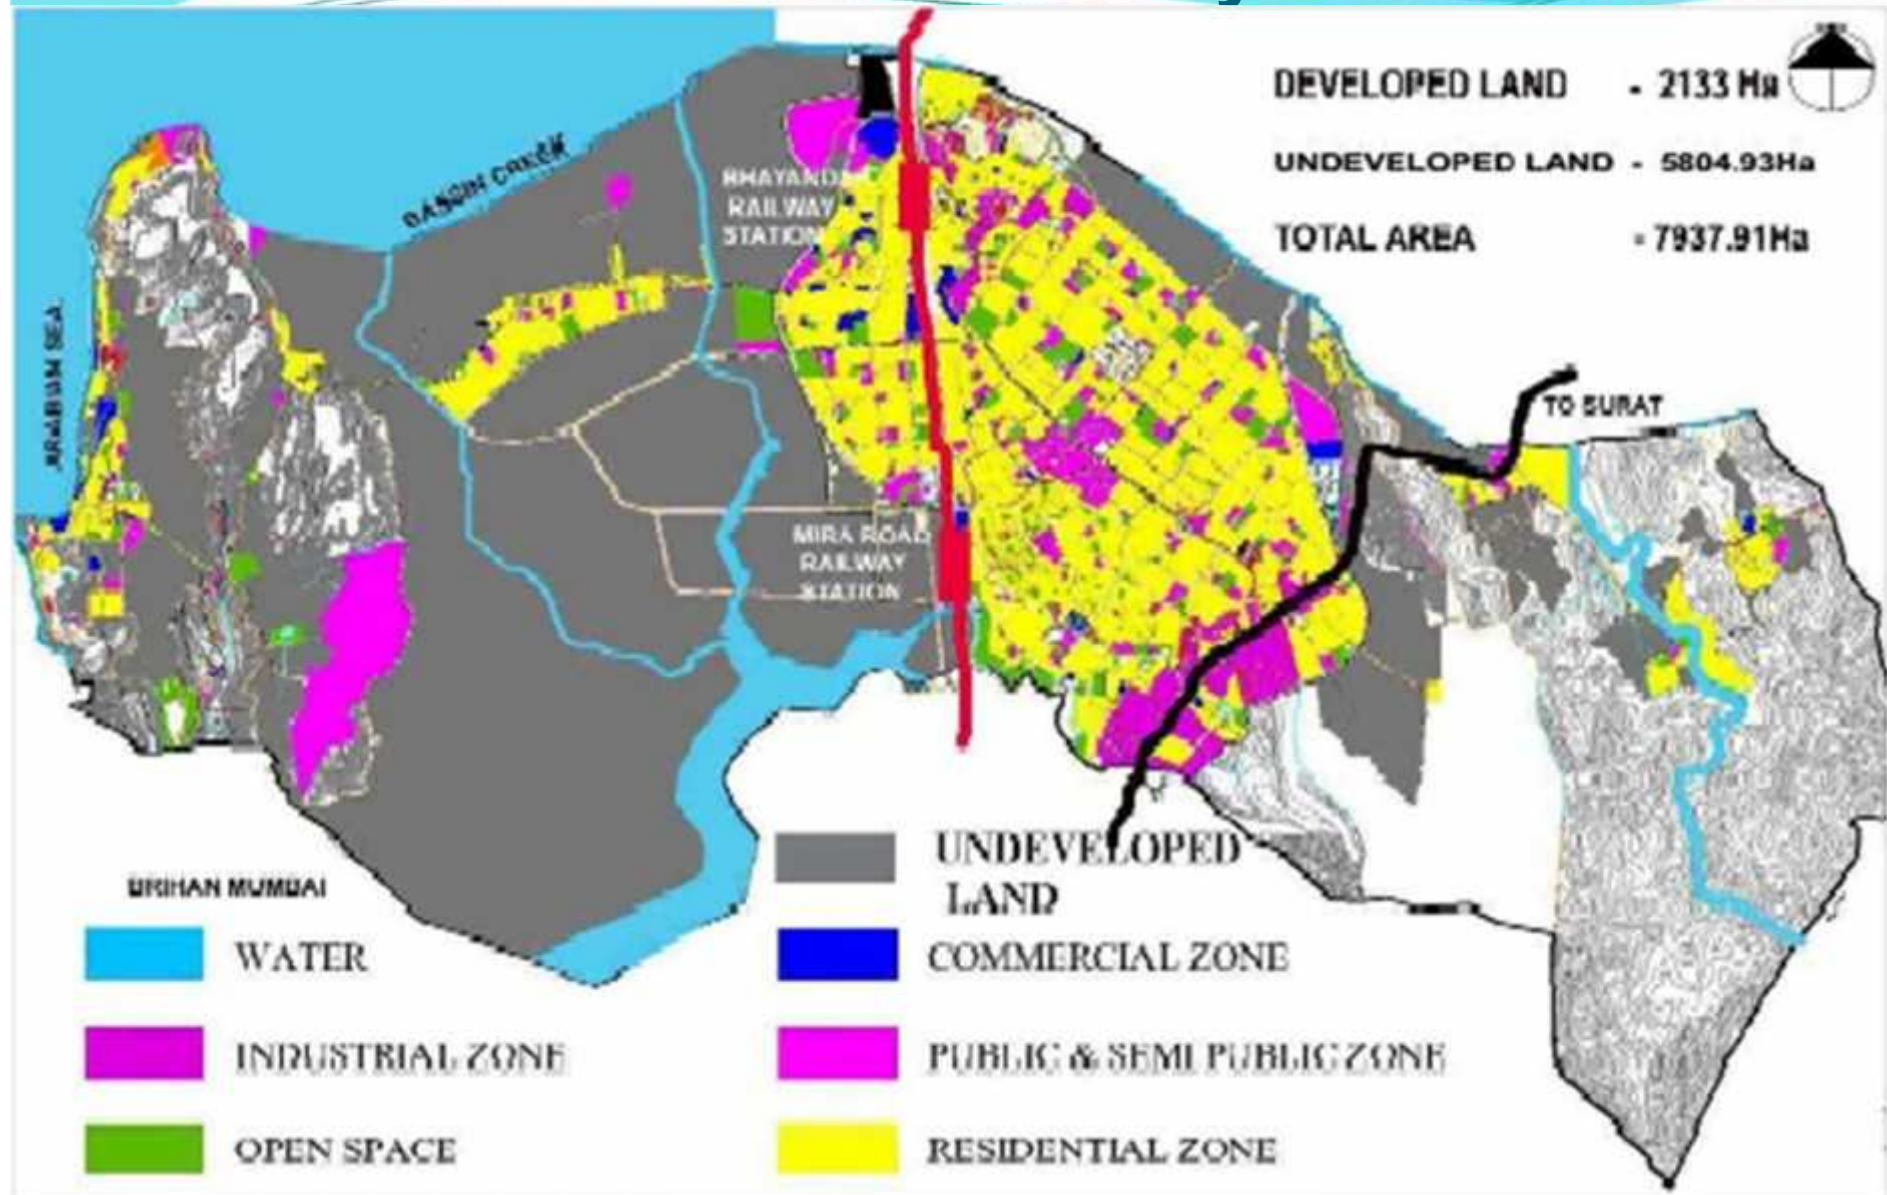 DEVELOPED LAND - 2133 Ha
UNDEVELOPED LAND - 5804.93Ha
TOTAL AREA - 7937.91Ha
BASSIN CREEK
RAILWAY
STATION
ARABIAN SEA
TO SURAT
MIRA ROAD
RAILWAY
STATION
BRIHAN MUMBAI
UNDEVELOPED
LAND
WATER
COMMERCIAL ZONE
INDUSTRIAL ZONE
PUBLIC & SEMI PUBLIC ZONE
OPEN SPACE
RESIDENTIAL ZONE